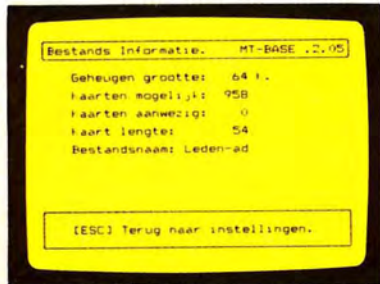 Bestands Informatie. MT-BASE .2.05
Geheugen grootte: 64 k.
kaarten mogelijk: 958
kaarten aanwezig: 0
kaart lengte: 54
Bestandsnaam: Leden-ad
[ESC] Terug naar instellingen.